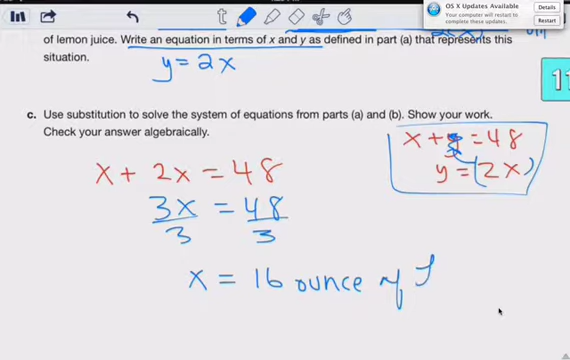 OS X Updates Available
Your computer will restart to complete these updates.
Details
Restart
of lemon juice. Write an equation in terms of x and y as defined in part (a) that represents this
situation.
y = 2x
11
c. Use substitution to solve the system of equations from parts (a) and (b). Show your work.
Check your answer algebraically.
x + y = 48
y = (2x)
x + 2x = 48
3x = 48
3 3
x = 16 ounce of